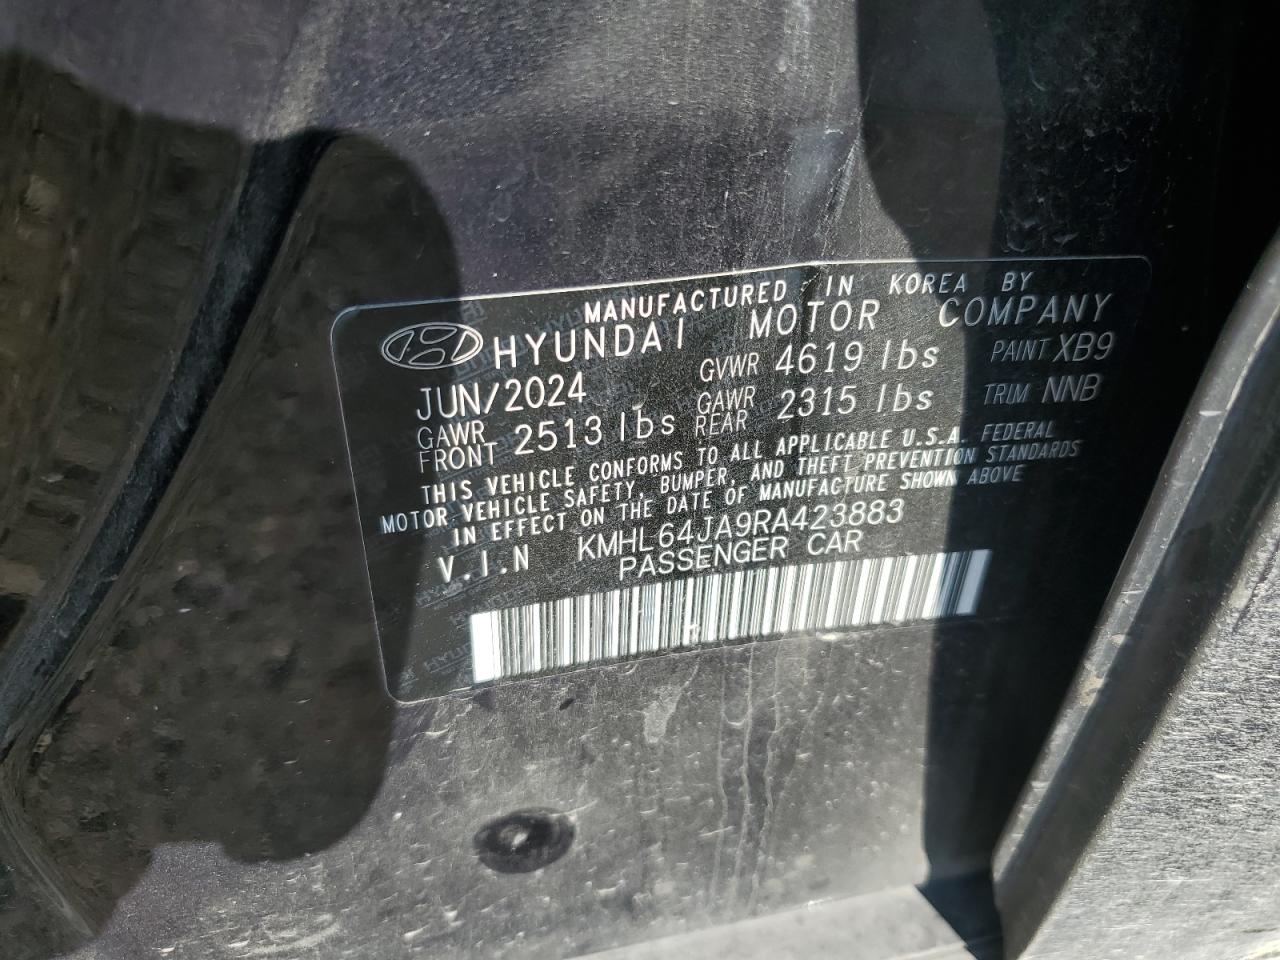 MANUFACTURED IN KOREA BY
HYUNDAI MOTOR COMPANY
JUN/2024 GVWR 4619 lbs PAINT XB9
GAWR FRONT 2513 lbs GAWR REAR 2315 lbs TRIM NNB
THIS VEHICLE CONFORMS TO ALL APPLICABLE U.S.A. FEDERAL
MOTOR VEHICLE SAFETY, BUMPER, AND THEFT PREVENTION STANDARDS
IN EFFECT ON THE DATE OF MANUFACTURE SHOWN ABOVE
V.I.N KMHL64JA9RA423883
PASSENGER CAR